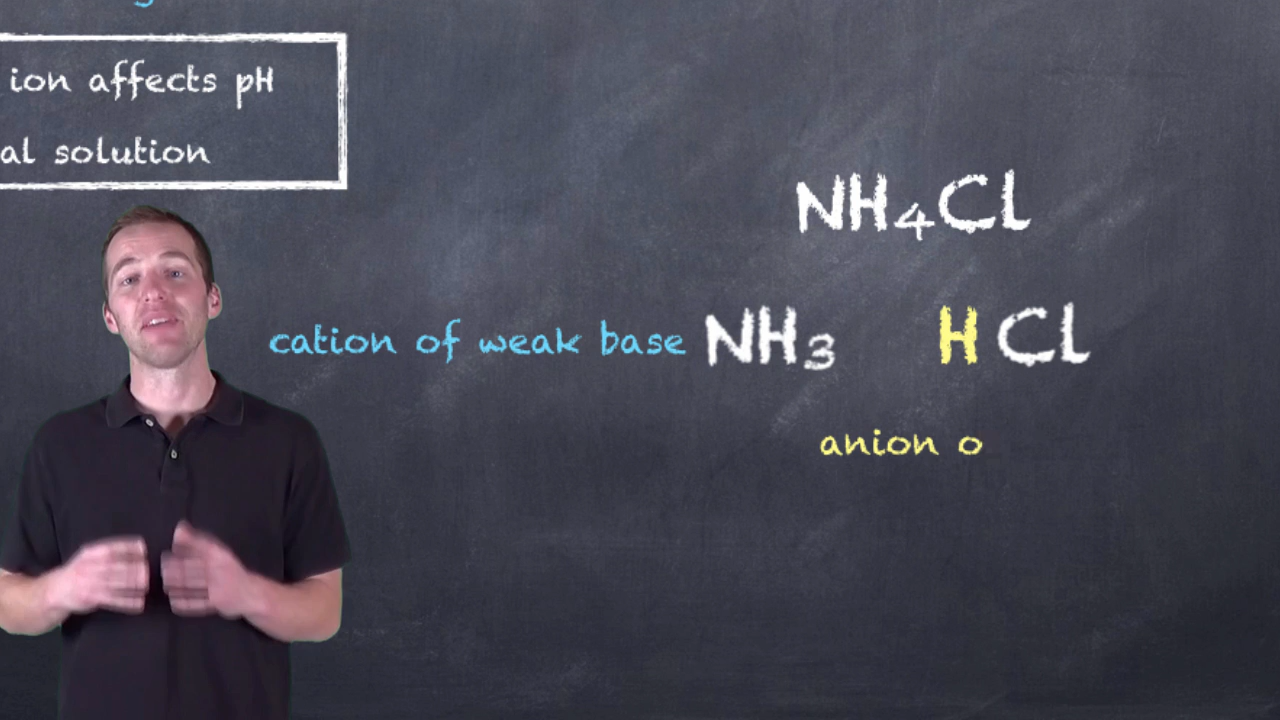 ion affects pH
al solution
NH₄Cl
cation of weak base NH₃ H Cl
anion o